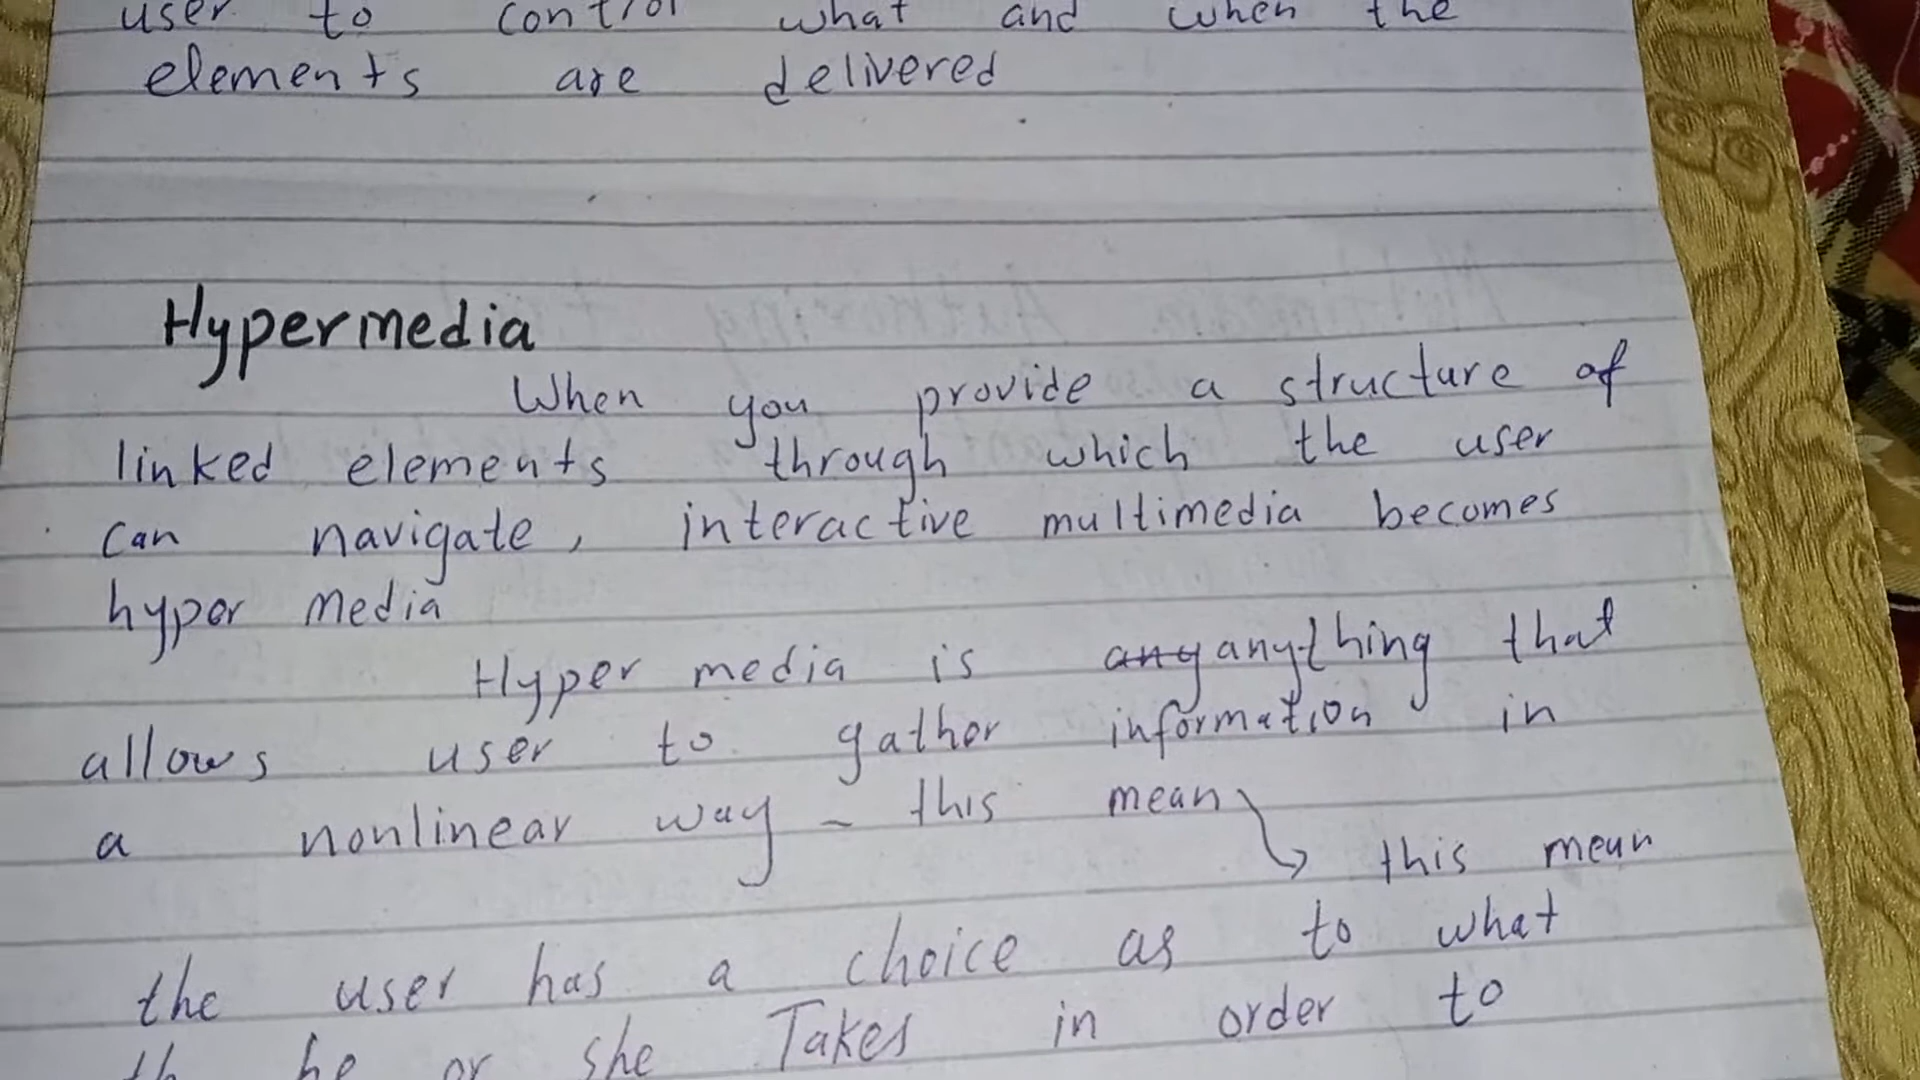 user to control what and when the
elements are delivered
Hypermedia
When you provide a structure of
linked elements through which the user
can navigate, interactive multimedia becomes
hyper media
Hyper media is any anything that
allows user to gather information in
a nonlinear way - this mean
this mean
the user has a choice as to what
he or she Takes in order to